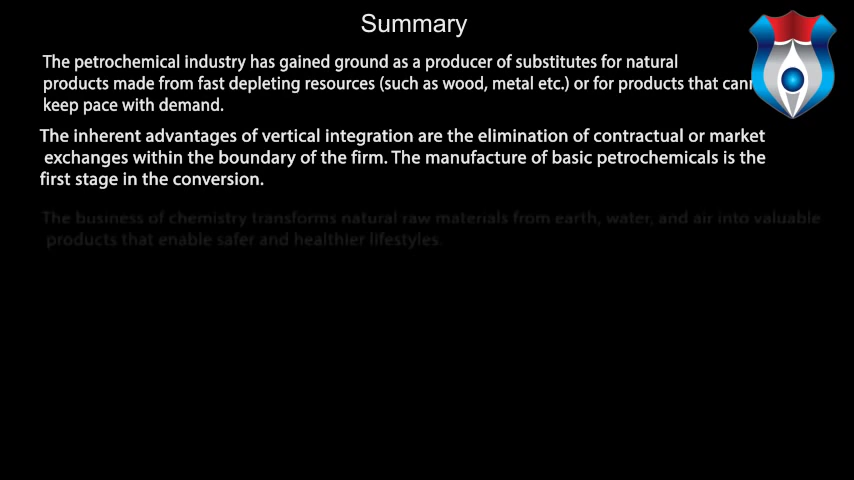 Summary
The petrochemical industry has gained ground as a producer of substitutes for natural
products made from fast depleting resources (such as wood, metal etc.) or for products that
keep pace with demand.
The inherent advantages of vertical integration are the elimination of contractual or market
exchanges within the boundary of the firm. The manufacture of basic petrochemicals is the
first stage in the conversion.
The business of chemistry transforms natural raw materials from earth, water, and air into valuable
products that enable safer and healthier lifestyles.